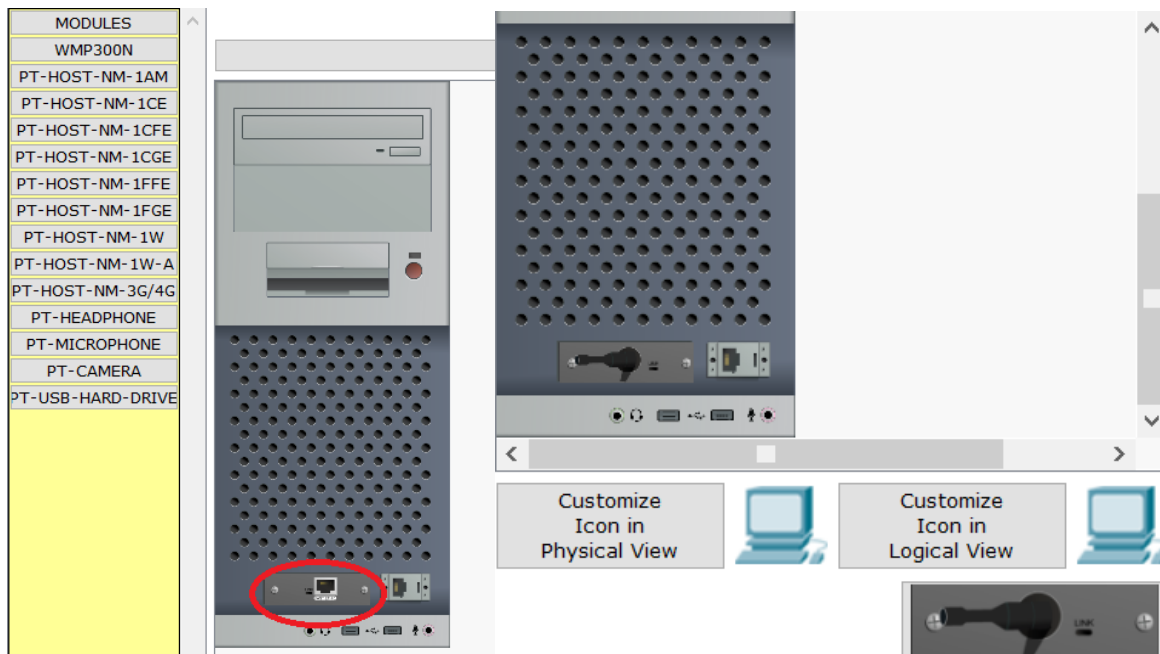 MODULES
WMP300N
PT-HOST-NM-1AM
PT-HOST-NM-1CE
PT-HOST-NM-1CFE
PT-HOST-NM-1CGE
PT-HOST-NM-1FFE
PT-HOST-NM-1FGE
PT-HOST-NM-1W
PT-HOST-NM-1W-A
PT-HOST-NM-3G/4G
PT-HEADPHONE
PT-MICROPHONE
PT-CAMERA
PT-USB-HARD-DRIVE
Customize
Icon in
Physical View
Customize
Icon in
Logical View
LINK